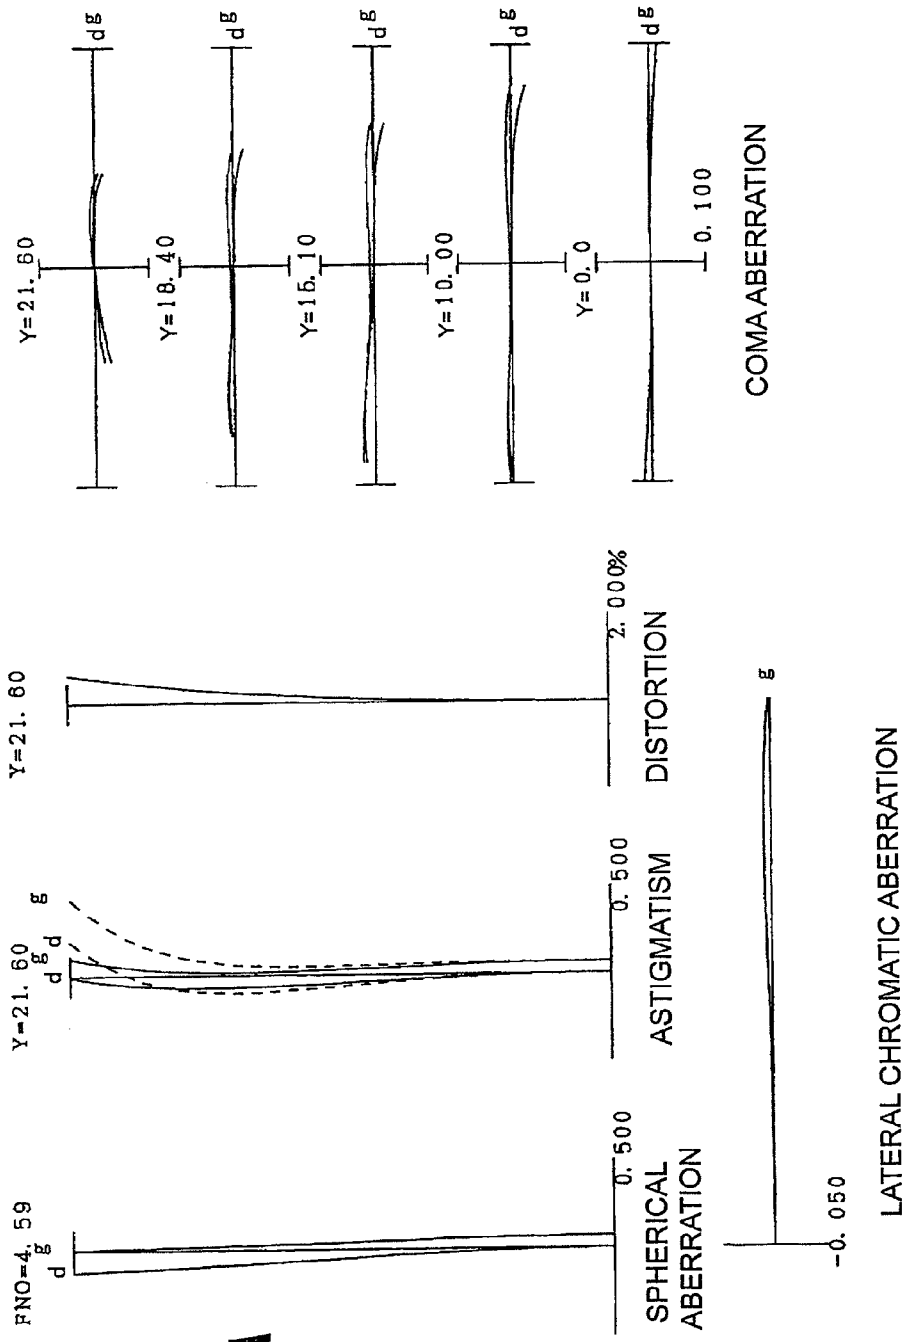 FNO=4. 59
d g
0. 500
SPHERICAL
ABERRATION
Y=21. 60
d g d g
0. 500
ASTIGMATISM
Y=21. 60
2. 000%
DISTORTION
Y=21. 60
d g
Y=18. 40
d g
Y=15. 10
d g
Y=10. 00
d g
Y=0. 0
d g
0. 100
COMA ABERRATION
g
-0. 050
LATERAL CHROMATIC ABERRATION